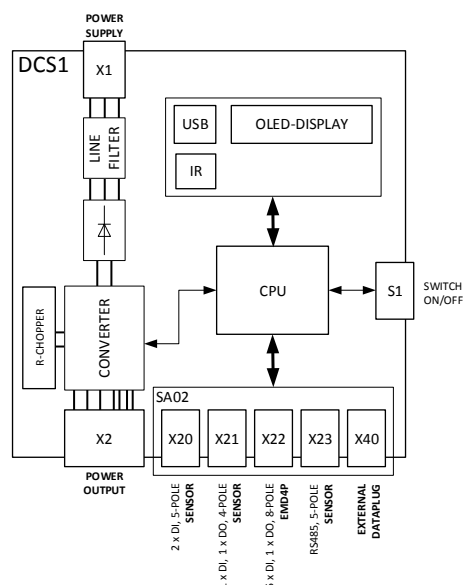 POWER
SUPPLY
DCS1
X1
USB
OLED-DISPLAY
LINE
FILTER
IR
CPU
S1
SWITCH
ON/OFF
R-CHOPPER
CONVERTER
SA02
X2
X20
X21
X22
X23
X40
POWER
OUTPUT
2 x DI, 5-POLE
SENSOR
x DI, 1 x DO, 4-POLE
SENSOR
x DI, 1 x DO, 8-POLE
EMD4P
RS485, 5-POLE
SENSOR
EXTERNAL
DATAPLUG